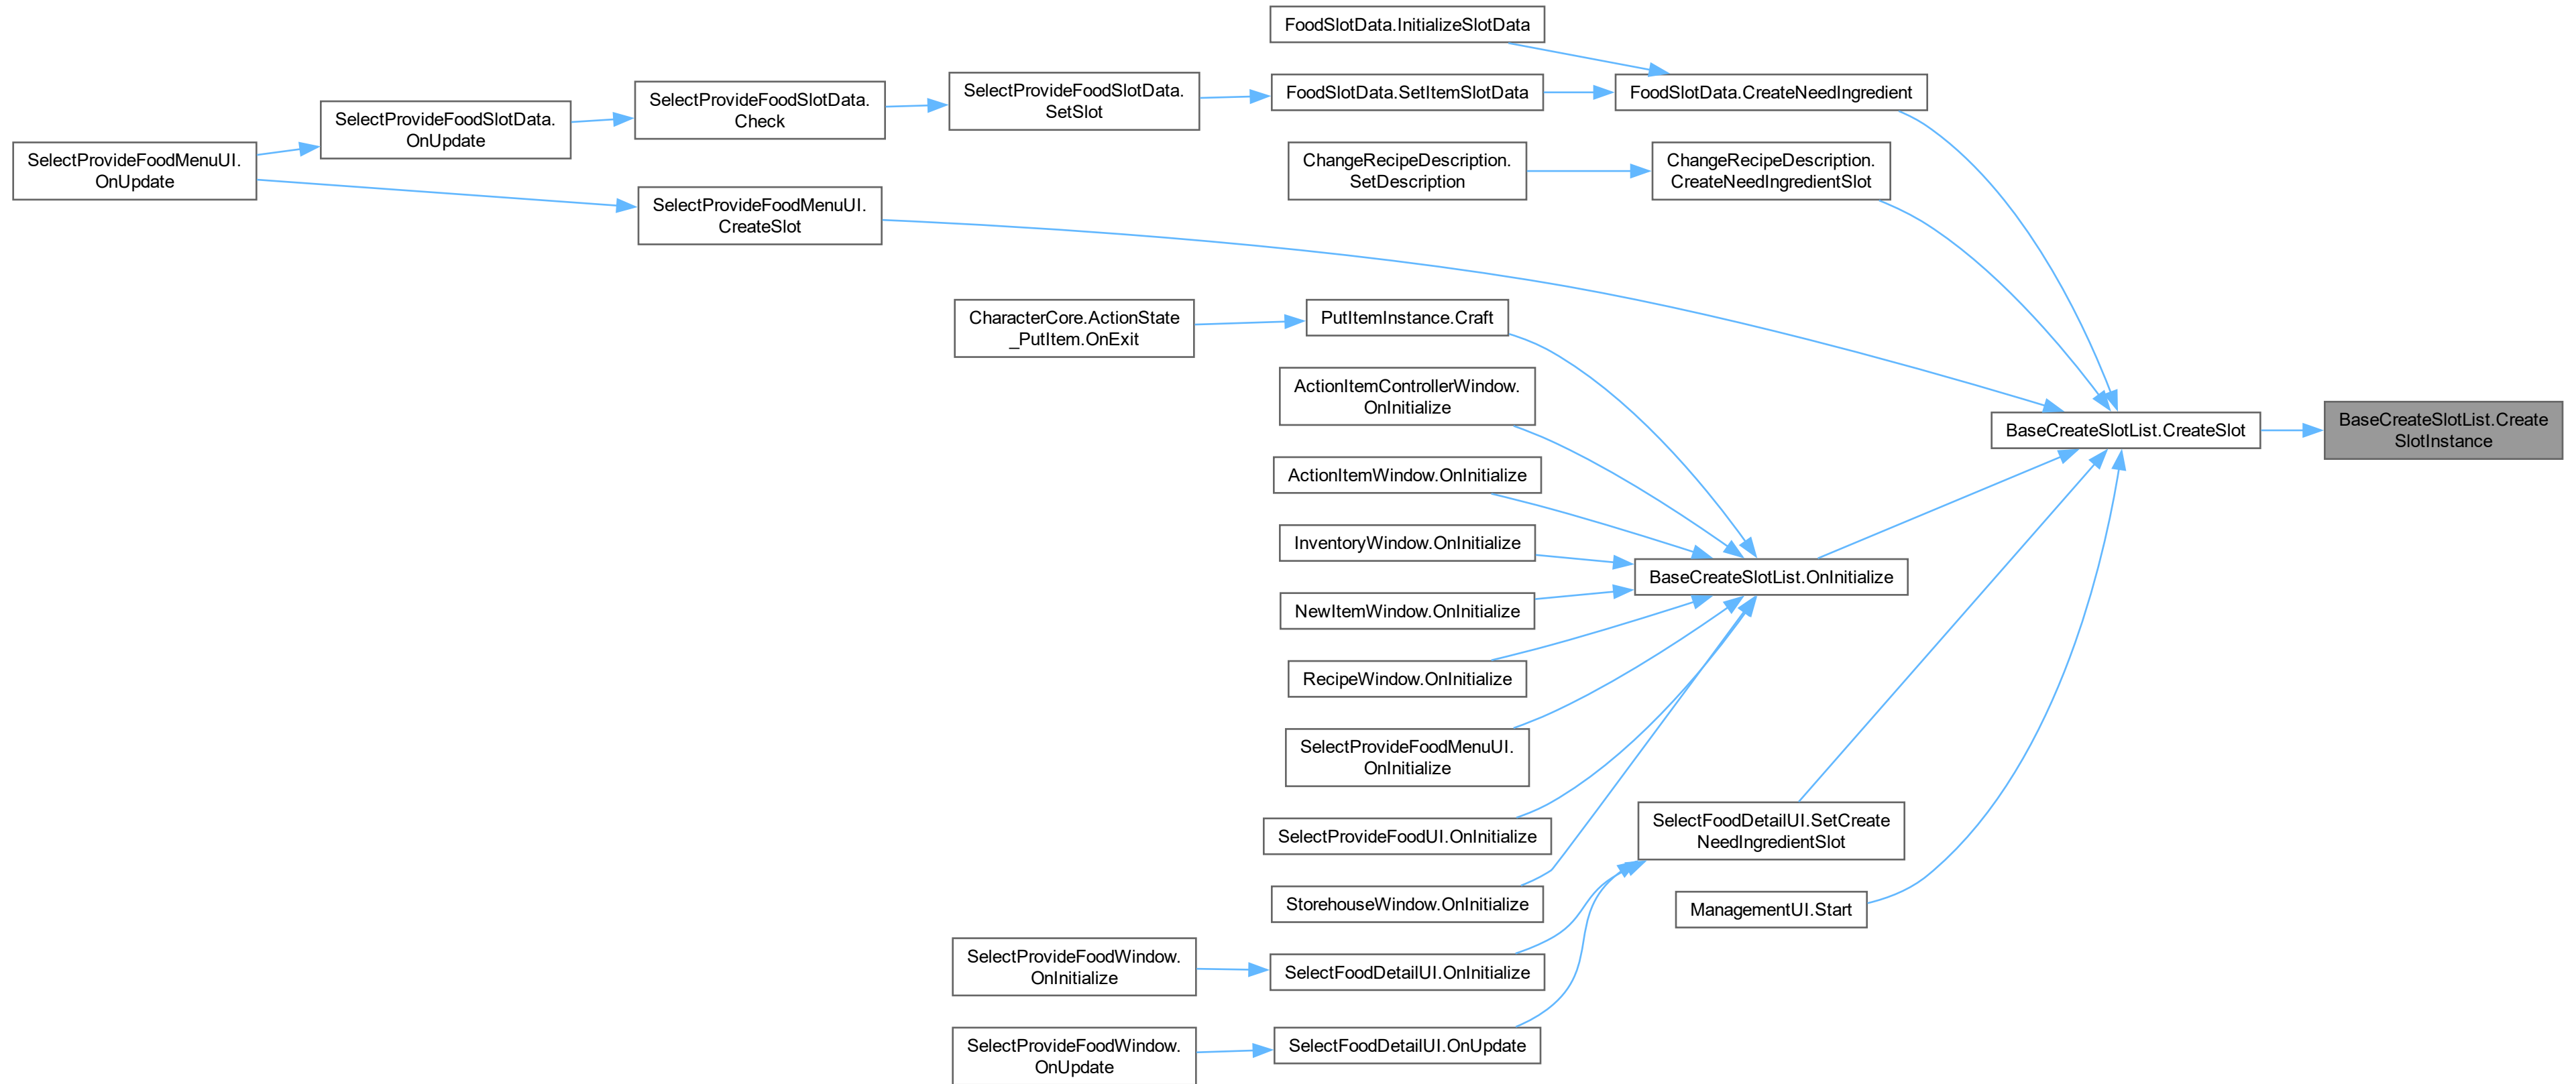 FoodSlotData.InitializeSlotData
SelectProvideFoodSlotData.
SetSlot
FoodSlotData.SetItemSlotData
FoodSlotData.CreateNeedIngredient
SelectProvideFoodSlotData.
Check
SelectProvideFoodSlotData.
OnUpdate
SelectProvideFoodMenuUI.
OnUpdate
ChangeRecipeDescription.
SetDescription
ChangeRecipeDescription.
CreateNeedIngredientSlot
SelectProvideFoodMenuUI.
CreateSlot
CharacterCore.ActionState
_PutItem.OnExit
PutItemInstance.Craft
ActionItemControllerWindow.
OnInitialize
BaseCreateSlotList.CreateSlot
BaseCreateSlotList.Create
SlotInstance
ActionItemWindow.OnInitialize
InventoryWindow.OnInitialize
BaseCreateSlotList.OnInitialize
NewItemWindow.OnInitialize
RecipeWindow.OnInitialize
SelectProvideFoodMenuUI.
OnInitialize
SelectProvideFoodUI.OnInitialize
SelectFoodDetailUI.SetCreate
NeedIngredientSlot
StorehouseWindow.OnInitialize
ManagementUI.Start
SelectProvideFoodWindow.
OnInitialize
SelectFoodDetailUI.OnInitialize
SelectProvideFoodWindow.
OnUpdate
SelectFoodDetailUI.OnUpdate